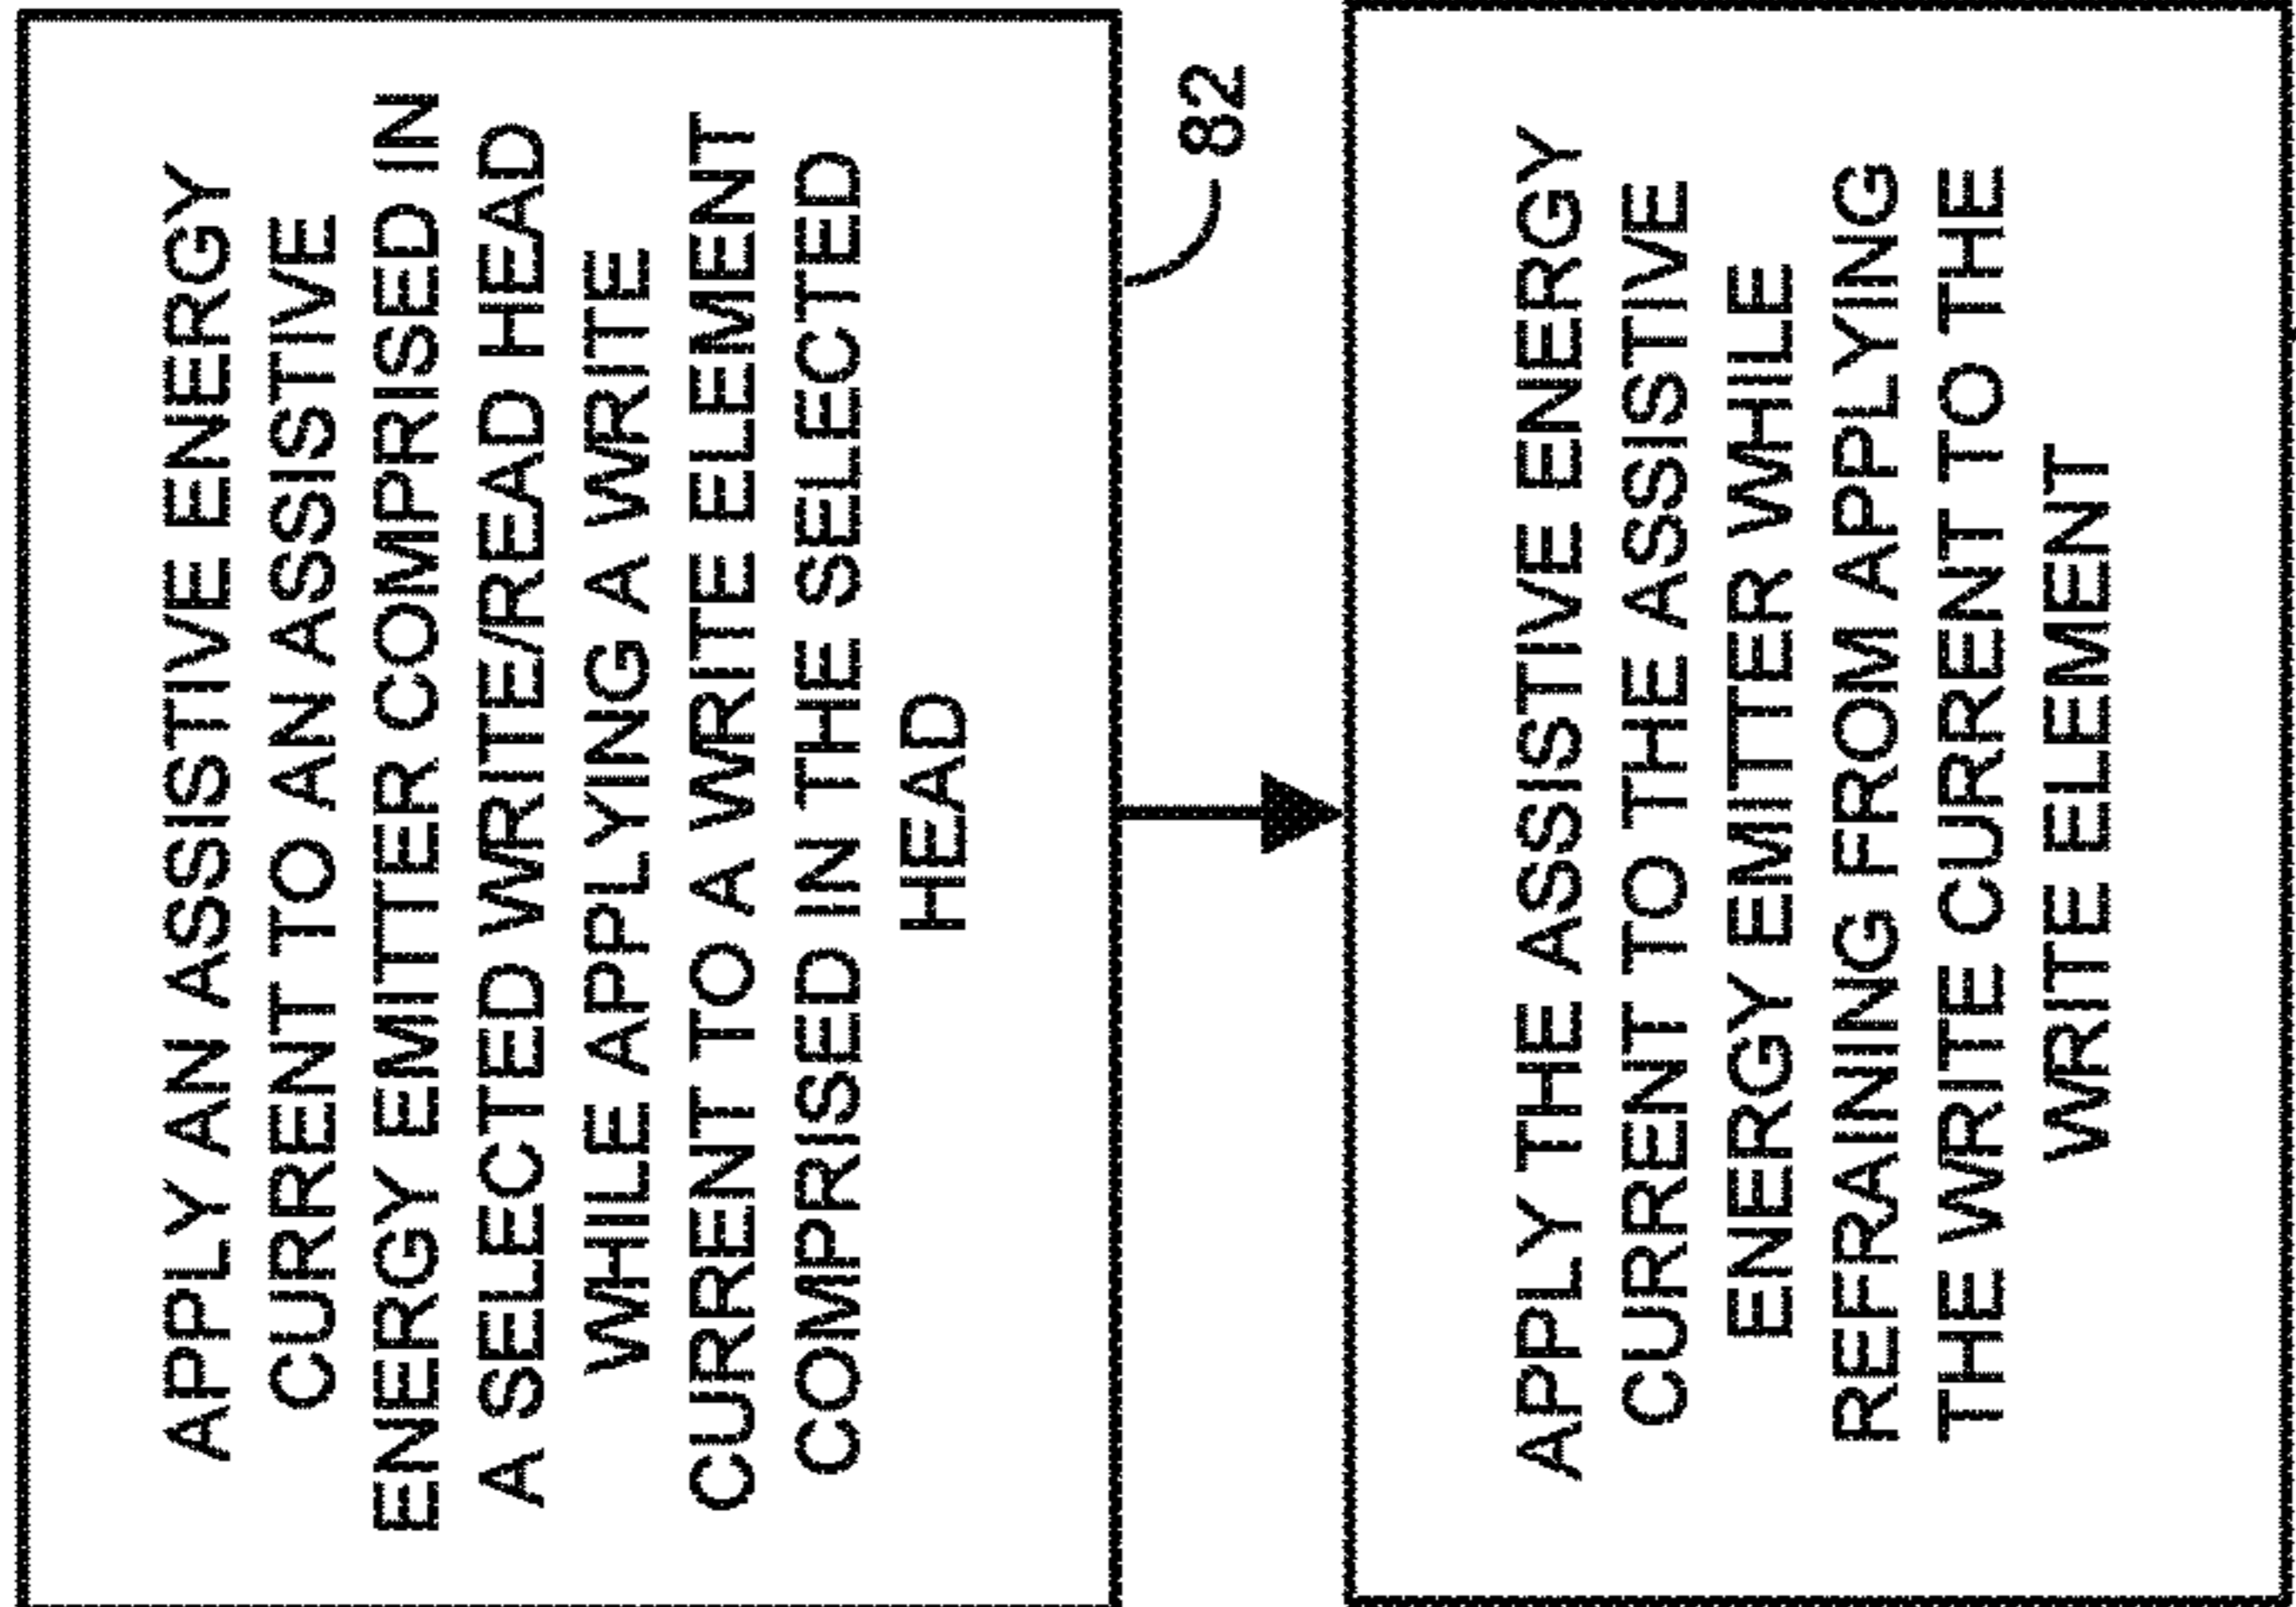 APPLY AN ASSISTIVE ENERGY
CURRENT TO AN ASSISTIVE
ENERGY EMITTER COMPRISED IN
A SELECTED WRITE/READ HEAD
WHILE APPLYING A WRITE
CURRENT TO A WRITE ELEMENT
COMPRISED IN THE SELECTED
HEAD
82
APPLY THE ASSISTIVE ENERGY
CURRENT TO THE ASSISTIVE
ENERGY EMITTER WHILE
REFRAINING FROM APPLYING
THE WRITE CURRENT TO THE
WRITE ELEMENT